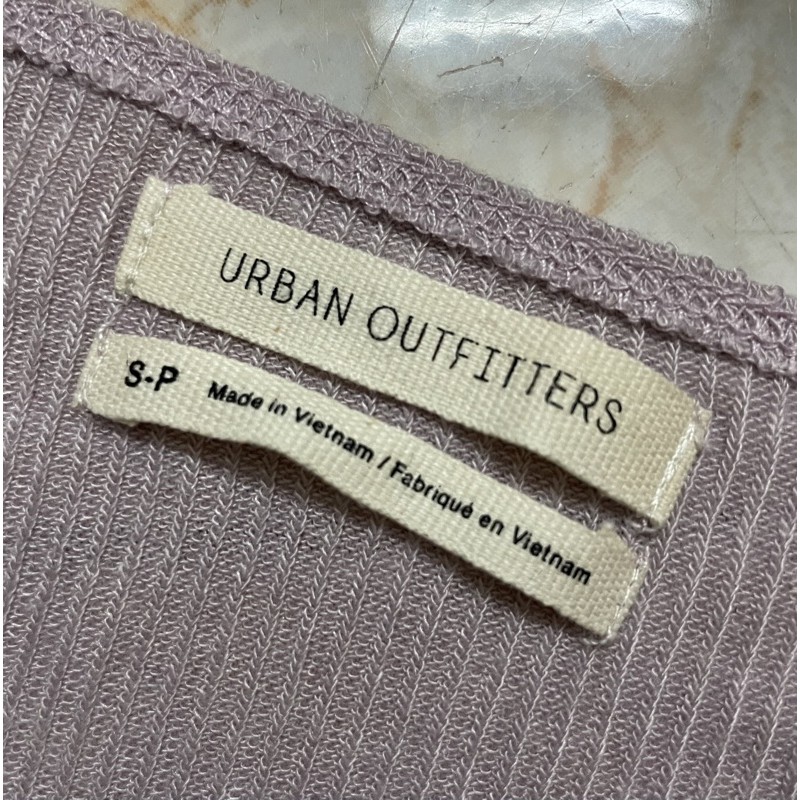 URBAN OUTFITTERS
S-P Made in Vietnam / Fabriqué en Vietnam